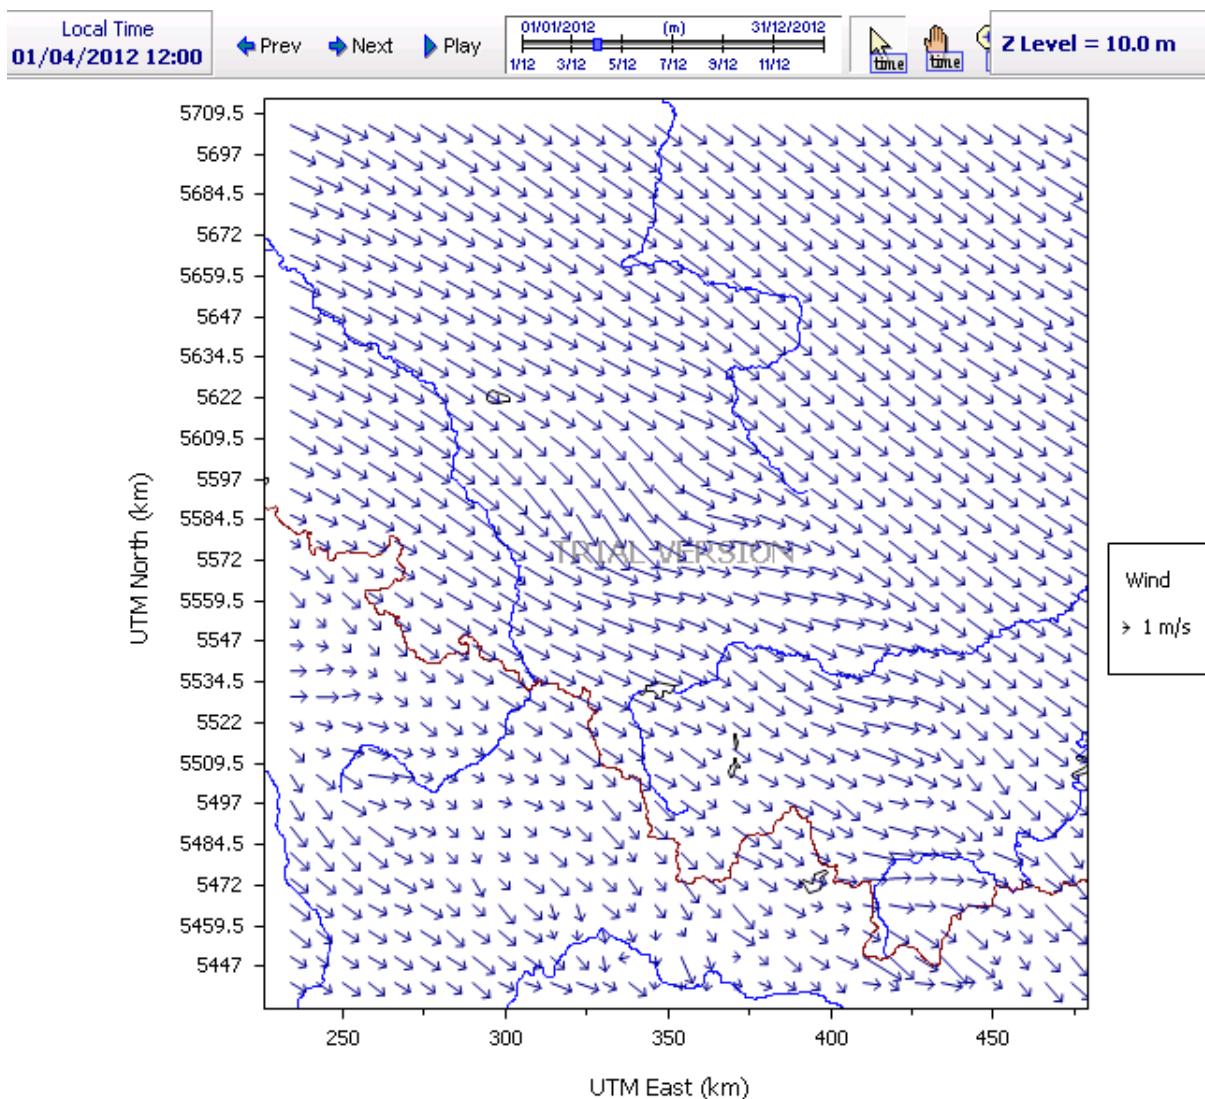 Local Time
01/04/2012 12:00
Prev
Next
Play
01/01/2012 (m) 31/12/2012
1/12 3/12 5/12 7/12 9/12 11/12
time
time
Z Level = 10.0 m
5709.5
5697
5684.5
5672
5659.5
5647
5634.5
5622
5609.5
5597
5584.5
5572
5559.5
5547
5534.5
5522
5509.5
5497
5484.5
5472
5459.5
5447
UTM North (km)
TRIAL VERSION
Wind
1 m/s
250 300 350 400 450
UTM East (km)